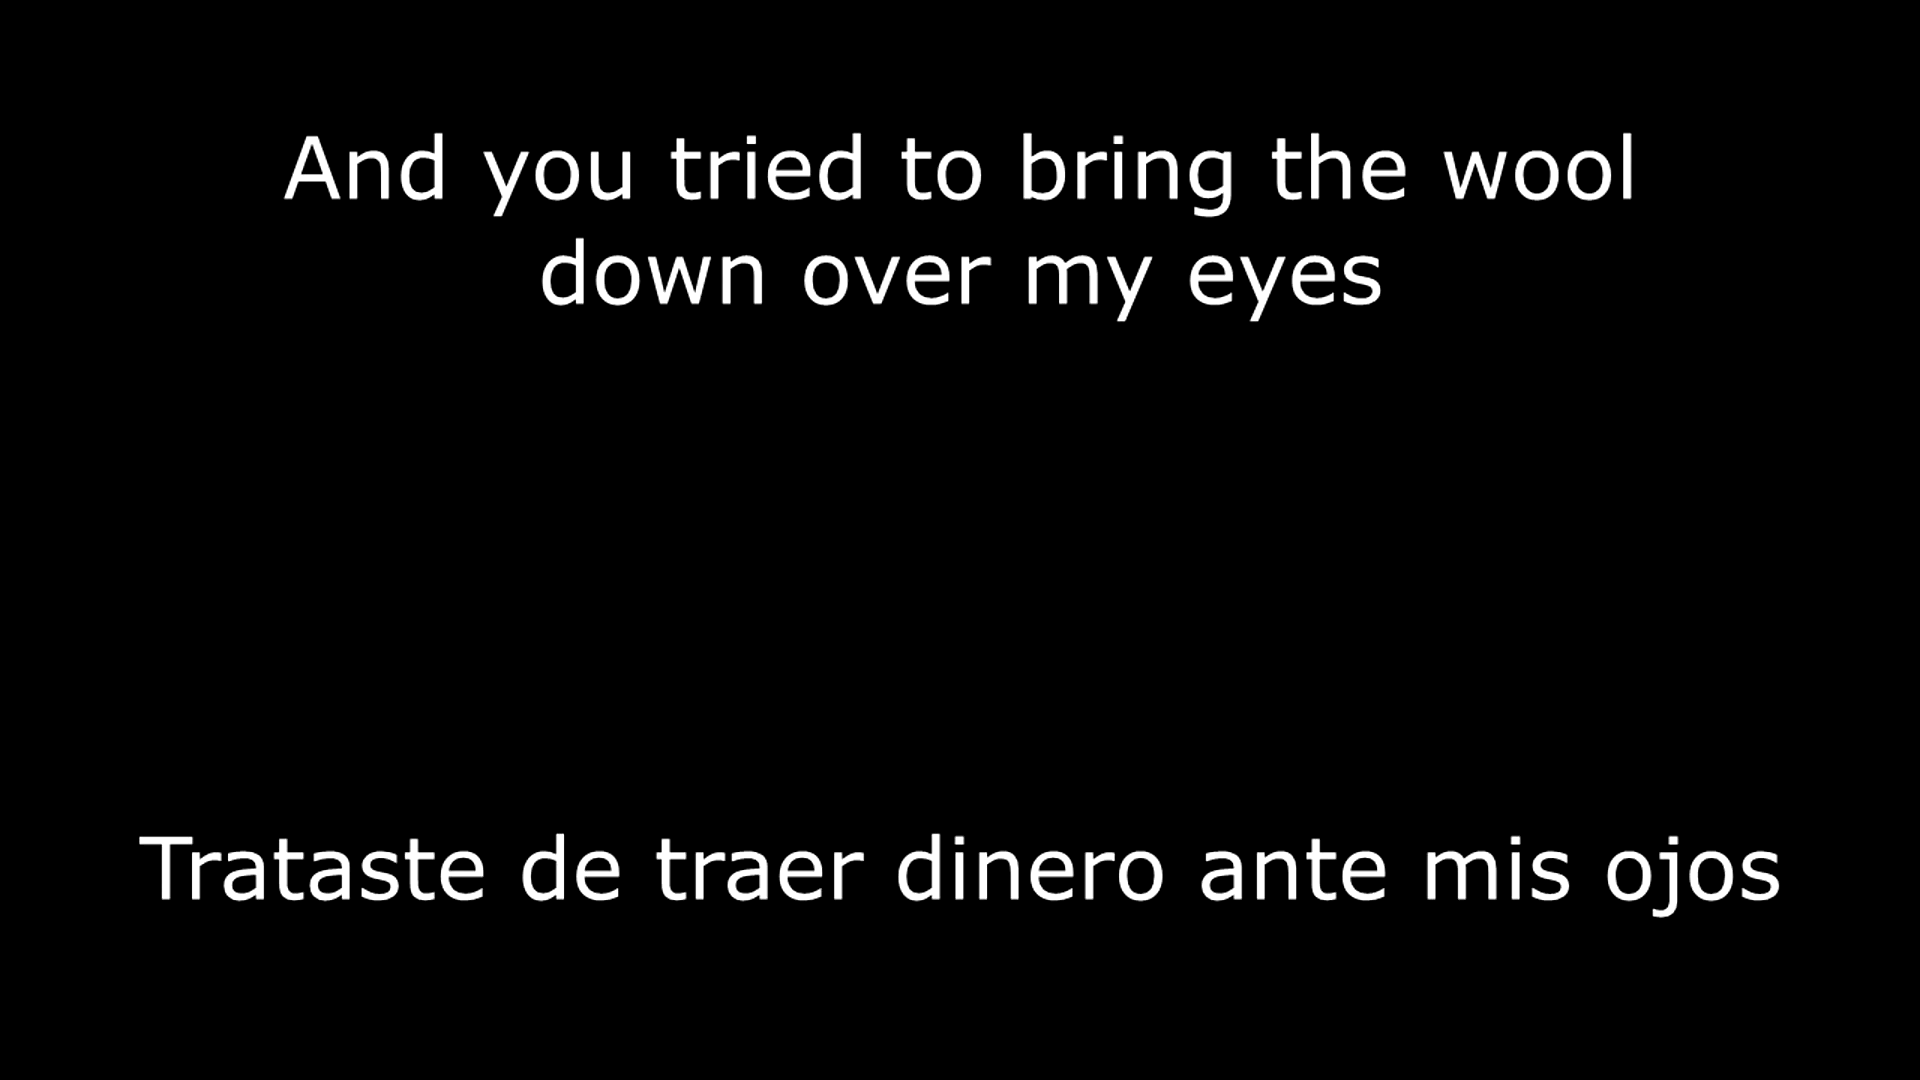 And you tried to bring the wool
down over my eyes
Trataste de traer dinero ante mis ojos